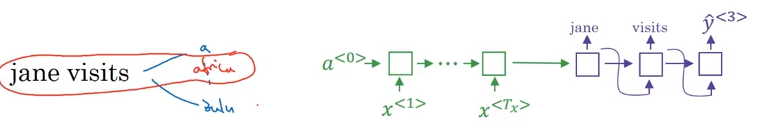 a
jane visits africa
zulu
a<0> ...
x<1> x<Tx>
jane visits ŷ<3>